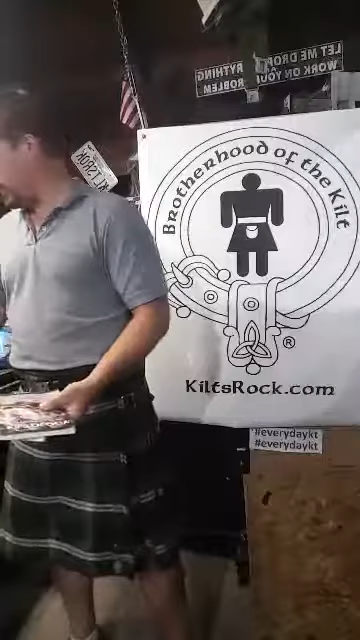 LET ME DROP
RYTHING
WORK ON YOU
ROBLEM
Brotherhood of the Kilt
®
KiltsRock.com
#everydaykt
#everydaykt